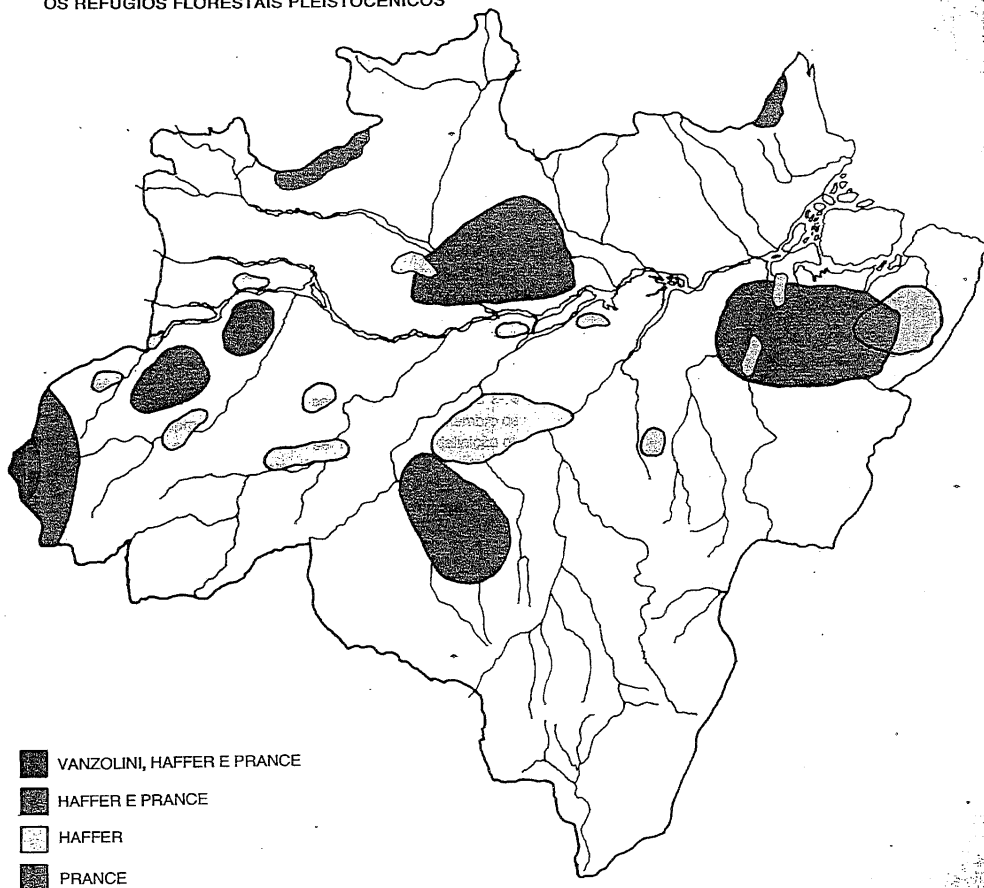 OS REFÚGIOS FLORESTAIS PLEISTOCÊNICOS
VANZOLINI, HAFFER E PRANCE
HAFFER E PRANCE
HAFFER
PRANCE